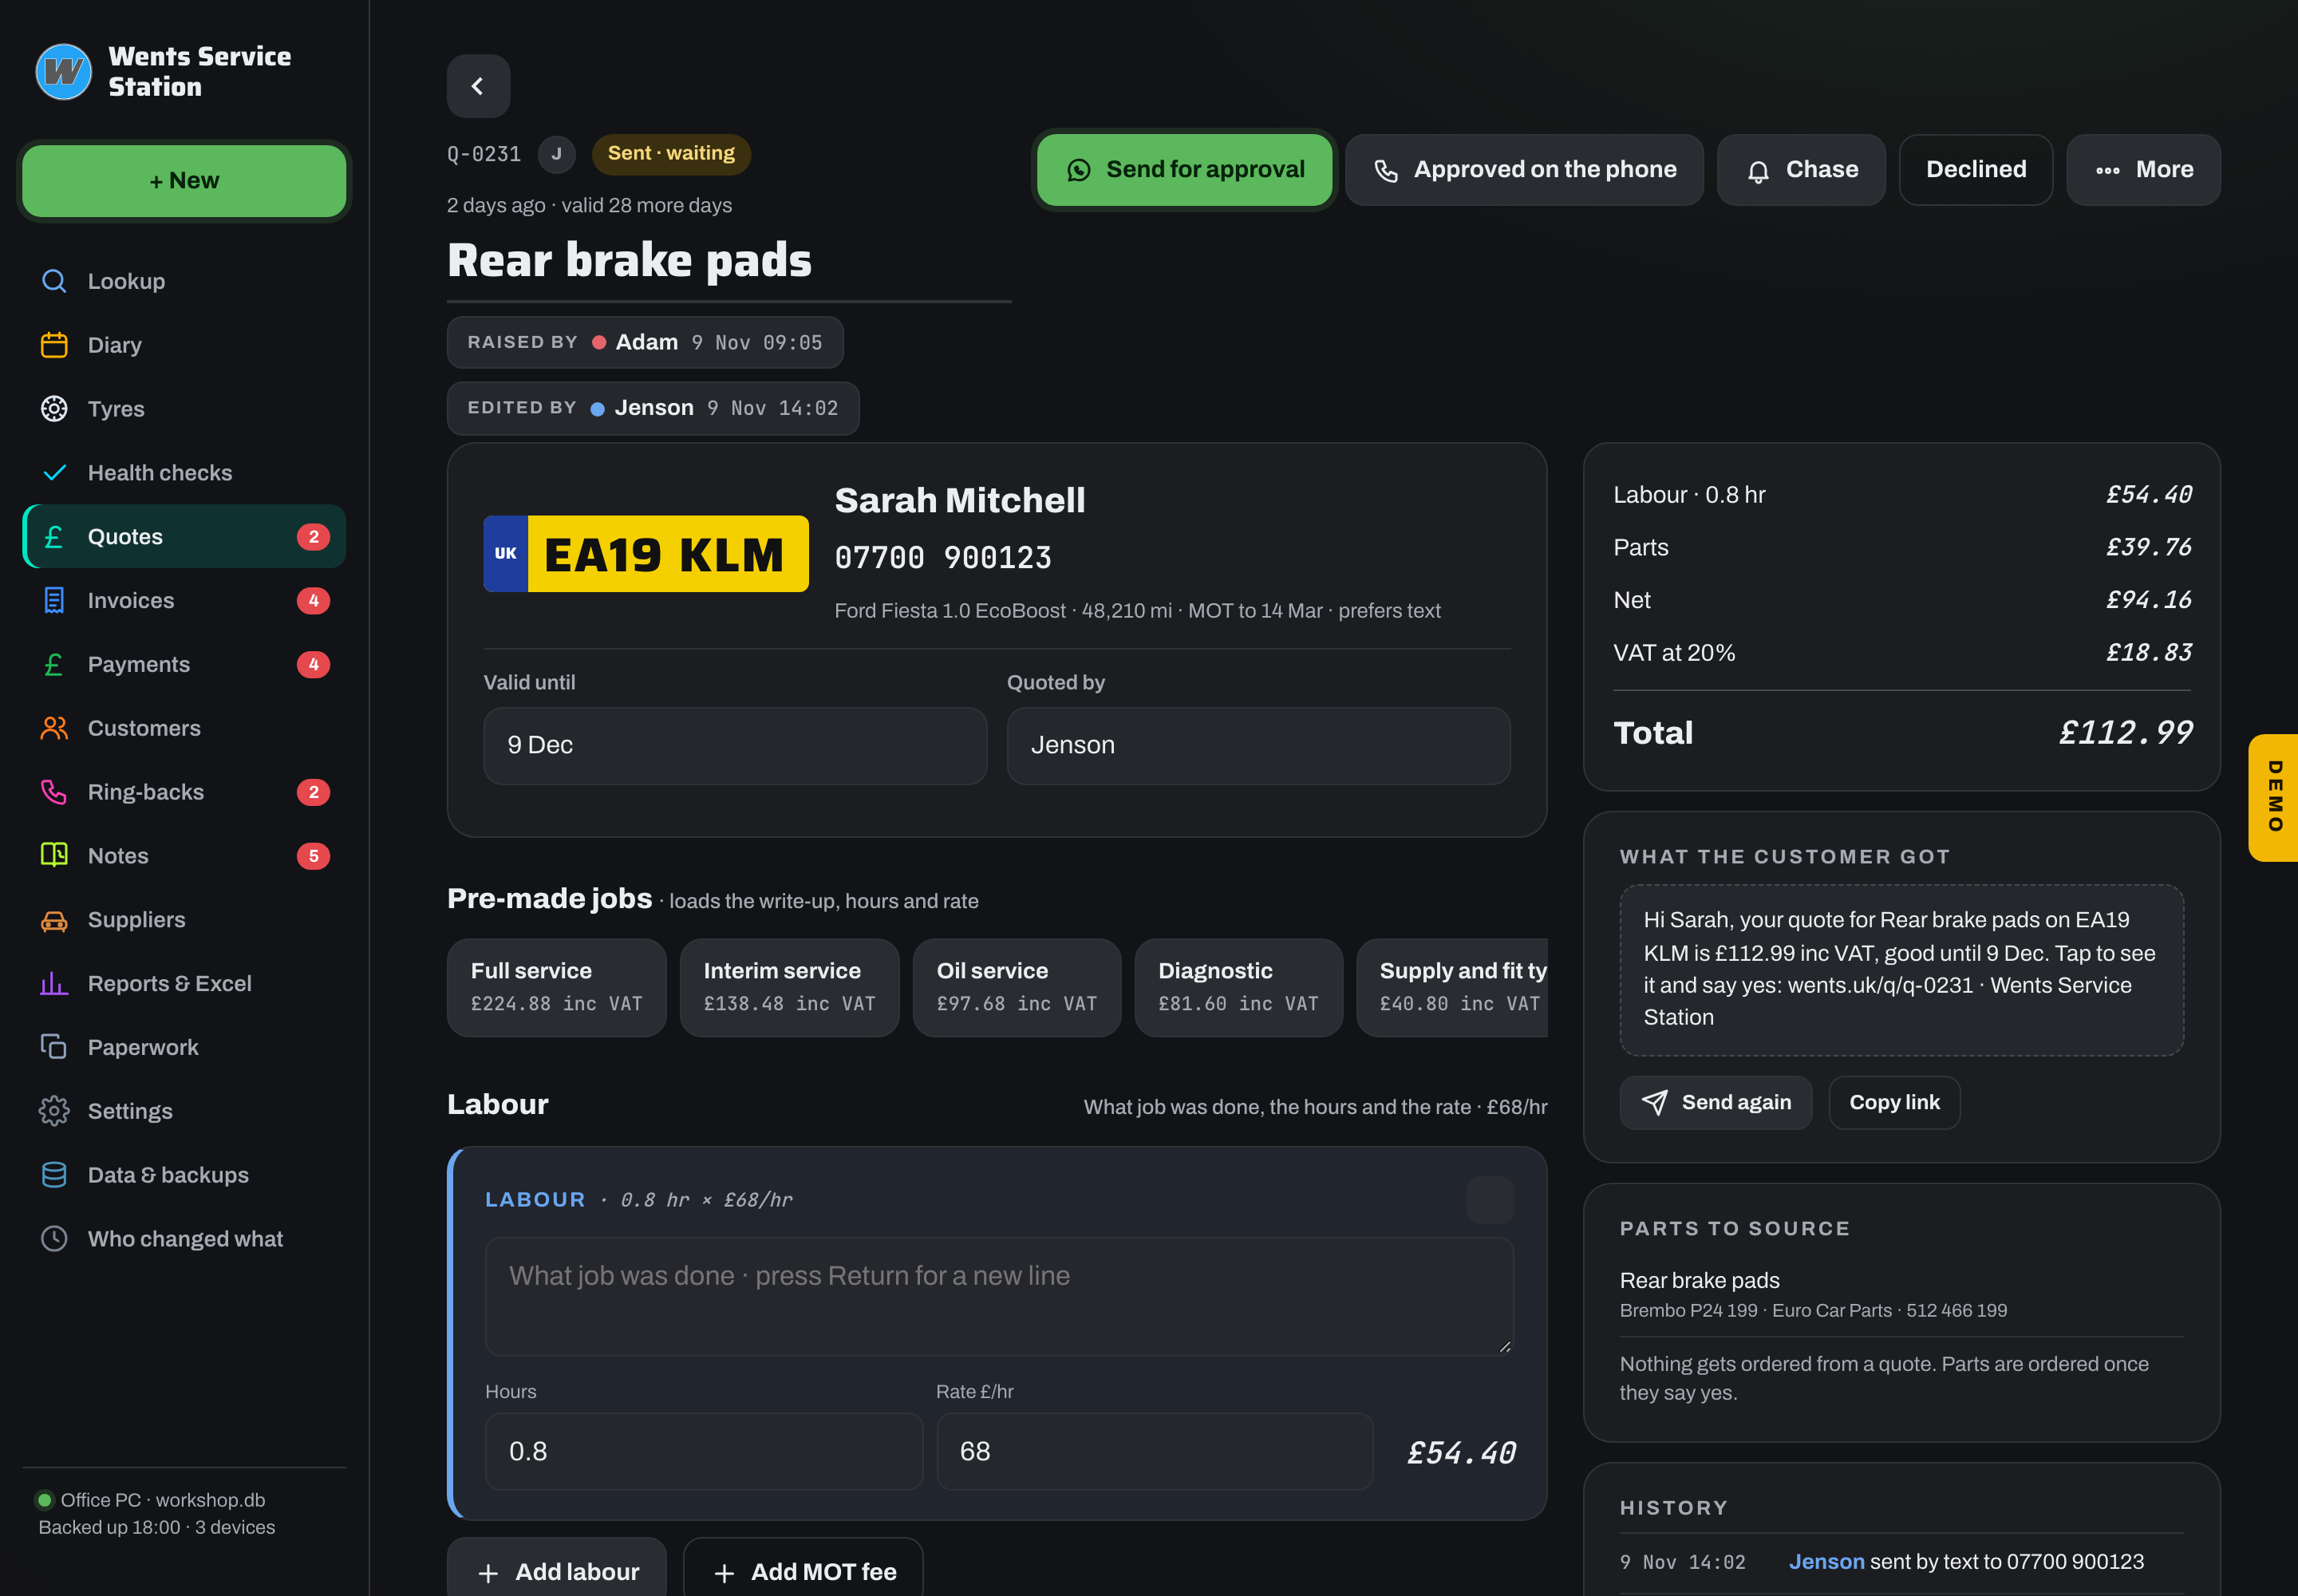 Wents Service
Station
+ New
Lookup
Diary
Tyres
Health checks
Quotes 2
Invoices 4
Payments 4
Customers
Ring-backs 2
Notes 5
Suppliers
Reports & Excel
Paperwork
Settings
Data & backups
Who changed what
Office PC · workshop.db
Backed up 18:00 · 3 devices
Q-0231 J Sent · waiting
2 days ago · valid 28 more days
Rear brake pads
Send for approval
Approved on the phone
Chase
Declined
More
RAISED BY Adam 9 Nov 09:05
EDITED BY Jenson 9 Nov 14:02
UK EA19 KLM
Sarah Mitchell
07700 900123
Ford Fiesta 1.0 EcoBoost · 48,210 mi · MOT to 14 Mar · prefers text
Valid until
9 Dec
Quoted by
Jenson
Pre-made jobs · loads the write-up, hours and rate
Full service
£224.88 inc VAT
Interim service
£138.48 inc VAT
Oil service
£97.68 inc VAT
Diagnostic
£81.60 inc VAT
Supply and fit ty
£40.80 inc VAT
Labour
What job was done, the hours and the rate · £68/hr
LABOUR · 0.8 hr × £68/hr
What job was done · press Return for a new line
Hours
0.8
Rate £/hr
68
£54.40
+ Add labour
+ Add MOT fee
Labour · 0.8 hr £54.40
Parts £39.76
Net £94.16
VAT at 20% £18.83
Total £112.99
WHAT THE CUSTOMER GOT
Hi Sarah, your quote for Rear brake pads on EA19
KLM is £112.99 inc VAT, good until 9 Dec. Tap to see
it and say yes: wents.uk/q/q-0231 · Wents Service
Station
Send again
Copy link
PARTS TO SOURCE
Rear brake pads
Brembo P24 199 · Euro Car Parts · 512 466 199
Nothing gets ordered from a quote. Parts are ordered once
they say yes.
HISTORY
9 Nov 14:02 Jenson sent by text to 07700 900123
DEMO